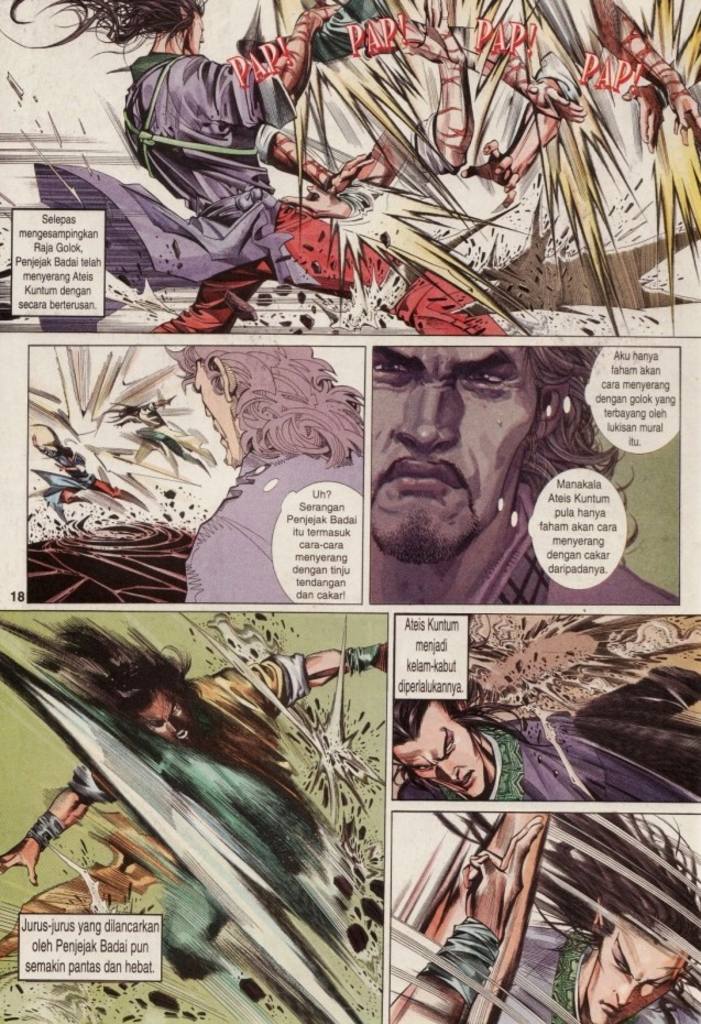 PAP! PAP! PAP! PAP!
Selepas
mengesampingkan
Raja Golok,
Penjejak Badai telah
menyerang Ateis
Kuntum dengan
secara berterusan.
Uh?
Serangan
Penjejak Badai
itu termasuk
cara-cara
menyerang
dengan tinju
tendangan
dan cakar!
Aku hanya
faham akan
cara menyerang
dengan golok yang
terbayang oleh
lukisan mural
itu.
Manakala
Ateis Kuntum
pula hanya
faham akan cara
menyerang
dengan cakar
daripadanya.
18
Jurus-jurus yang dilancarkan
oleh Penjejak Badai pun
semakin pantas dan hebat.
Ateis Kuntum
menjadi
kelam-kabut
diperlalukannya.